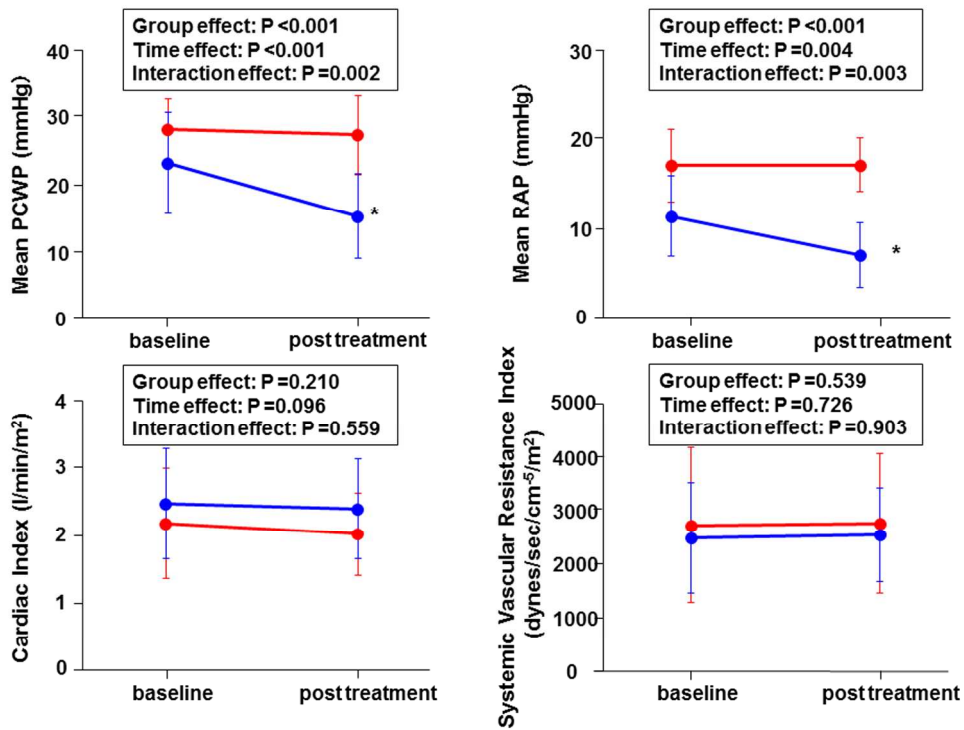 Group effect: P <0.001
Time effect: P <0.001
Interaction effect: P =0.002
Mean PCWP (mmHg)
40
30
20
10
0
*
baseline
post treatment
Group effect: P <0.001
Time effect: P =0.004
Interaction effect: P =0.003
Mean RAP (mmHg)
30
20
10
0
*
baseline
post treatment
Group effect: P =0.210
Time effect: P =0.096
Interaction effect: P =0.559
Cardiac Index (l/min/m²)
4
3
2
1
0
baseline
post treatment
Group effect: P =0.539
Time effect: P =0.726
Interaction effect: P =0.903
Systemic Vascular Resistance Index
(dynes/sec/cm⁻⁵/m²)
5000
4000
3000
2000
1000
0
baseline
post treatment